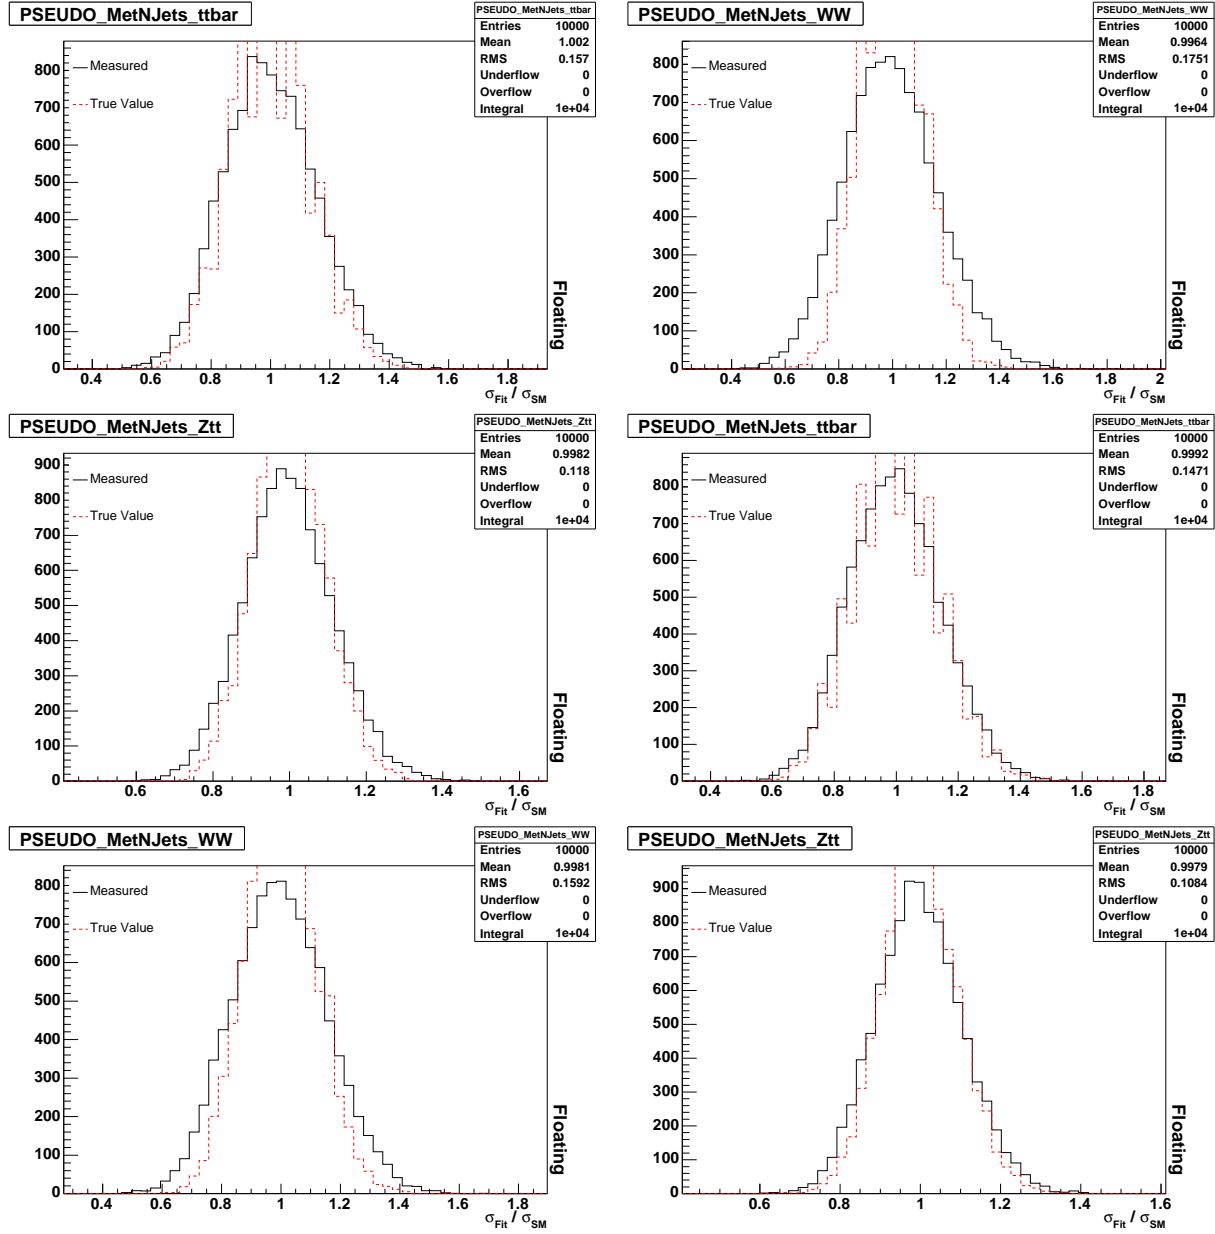 PSEUDO_MetNJets_ttbar
PSEUDO_MetNJets_ttbar
Entries 10000
Mean 1.002
RMS 0.157
Underflow 0
Overflow 0
Integral 1e+04
Measured
True Value
800
700
600
500
400
300
200
100
0
0.4 0.6 0.8 1 1.2 1.4 1.6 1.8
σFit / σSM
Floating
PSEUDO_MetNJets_WW
PSEUDO_MetNJets_WW
Entries 10000
Mean 0.9964
RMS 0.1751
Underflow 0
Overflow 0
Integral 1e+04
Measured
True Value
800
700
600
500
400
300
200
100
0
0.4 0.6 0.8 1 1.2 1.4 1.6 1.8 2
σFit / σSM
Floating
PSEUDO_MetNJets_Ztt
PSEUDO_MetNJets_Ztt
Entries 10000
Mean 0.9982
RMS 0.118
Underflow 0
Overflow 0
Integral 1e+04
Measured
True Value
900
800
700
600
500
400
300
200
100
0
0.6 0.8 1 1.2 1.4 1.6
σFit / σSM
Floating
PSEUDO_MetNJets_ttbar
PSEUDO_MetNJets_ttbar
Entries 10000
Mean 0.9992
RMS 0.1471
Underflow 0
Overflow 0
Integral 1e+04
Measured
True Value
800
700
600
500
400
300
200
100
0
0.4 0.6 0.8 1 1.2 1.4 1.6 1.8
σFit / σSM
Floating
PSEUDO_MetNJets_WW
PSEUDO_MetNJets_WW
Entries 10000
Mean 0.9981
RMS 0.1592
Underflow 0
Overflow 0
Integral 1e+04
Measured
True Value
800
700
600
500
400
300
200
100
0
0.4 0.6 0.8 1 1.2 1.4 1.6 1.8
σFit / σSM
Floating
PSEUDO_MetNJets_Ztt
PSEUDO_MetNJets_Ztt
Entries 10000
Mean 0.9979
RMS 0.1084
Underflow 0
Overflow 0
Integral 1e+04
Measured
True Value
900
800
700
600
500
400
300
200
100
0
0.6 0.8 1 1.2 1.4 1.6
σFit / σSM
Floating